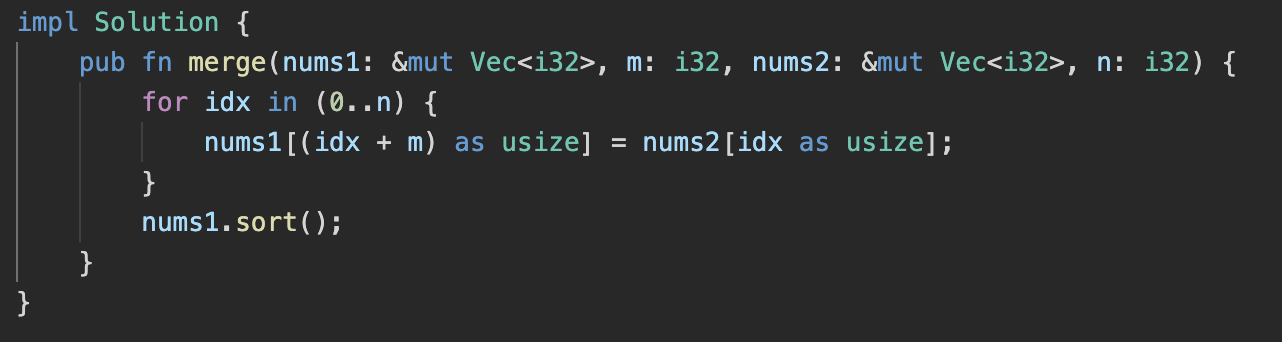 impl Solution {
    pub fn merge(nums1: &mut Vec<i32>, m: i32, nums2: &mut Vec<i32>, n: i32) {
        for idx in (0..n) {
            nums1[(idx + m) as usize] = nums2[idx as usize];
        }
        nums1.sort();
    }
}